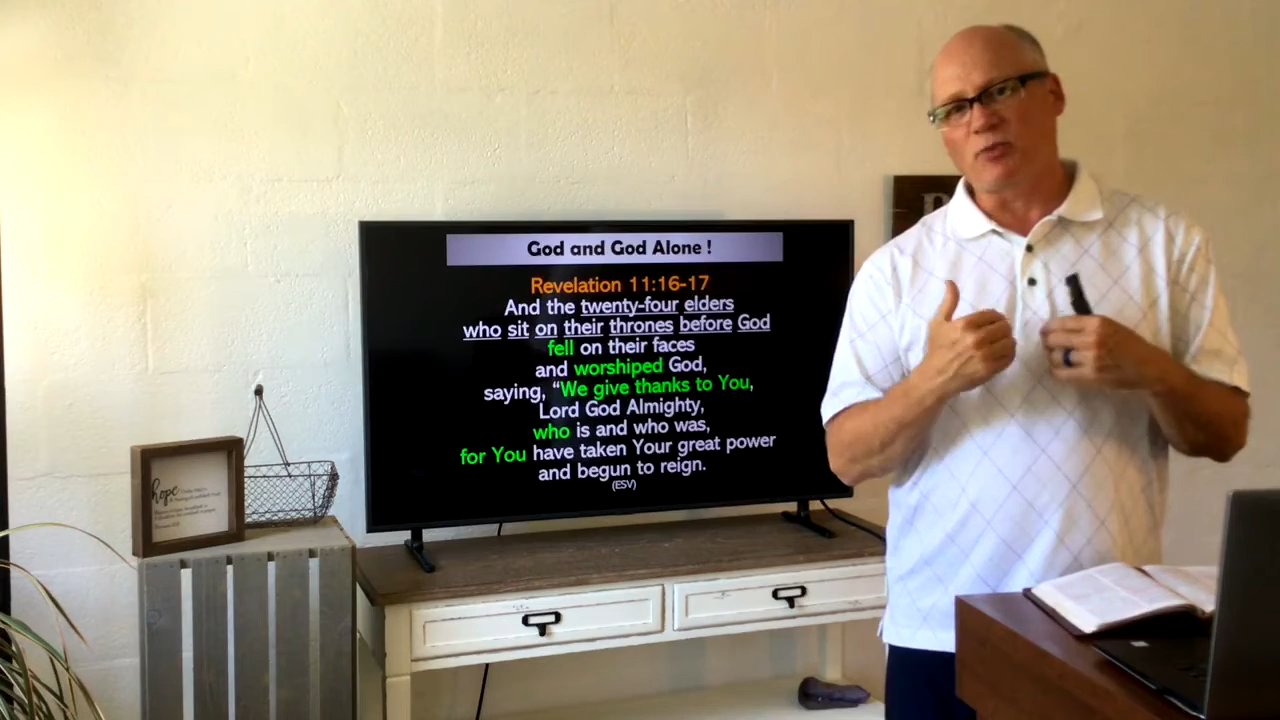 God and God Alone !
Revelation 11:16-17
And the twenty-four elders
who sit on their thrones before God
fell on their faces
and worshiped God,
saying, “We give thanks to You,
Lord God Almighty,
who is and who was,
for You have taken Your great power
and begun to reign.
(ESV)
hope